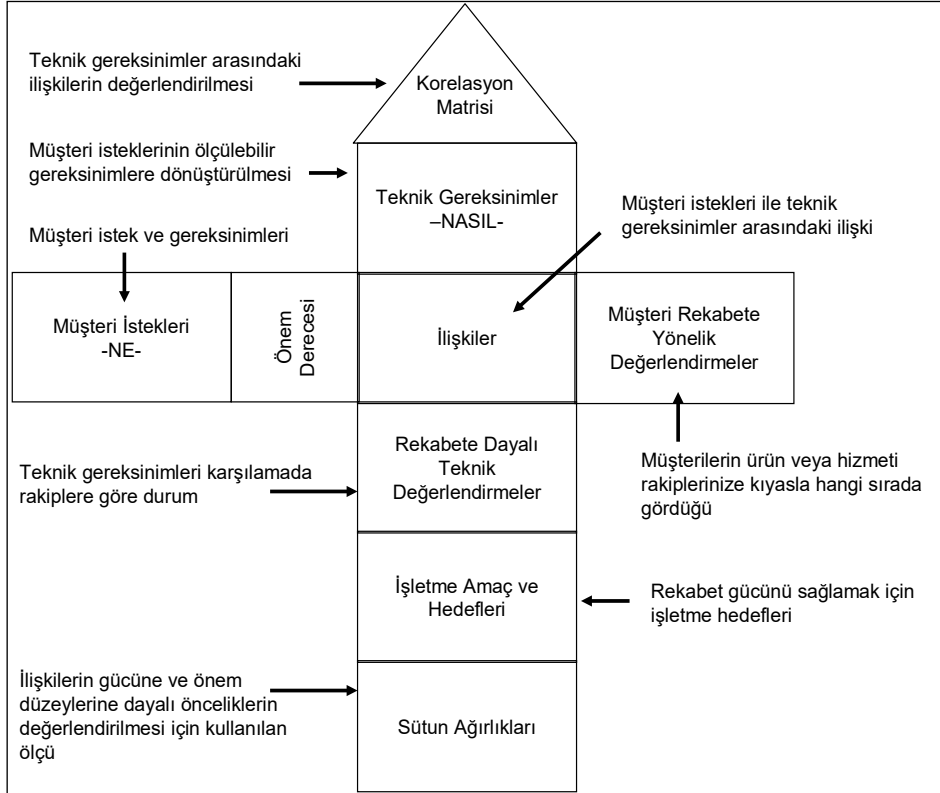 Teknik gereksinimler arasındaki
ilişkilerin değerlendirilmesi
Korelasyon
Matrisi
Müşteri isteklerinin ölçülebilir
gereksinimlere dönüştürülmesi
Teknik Gereksinimler
–NASIL-
Müşteri istekleri ile teknik
gereksinimler arasındaki ilişki
Müşteri istek ve gereksinimleri
Müşteri İstekleri
-NE-
Önem
Derecesi
İlişkiler
Müşteri Rekabete
Yönelik
Değerlendirmeler
Rekabete Dayalı
Teknik
Değerlendirmeler
Teknik gereksinimleri karşılamada
rakiplere göre durum
Müşterilerin ürün veya hizmeti
rakiplerinize kıyasla hangi sırada
gördüğü
İşletme Amaç ve
Hedefleri
Rekabet gücünü sağlamak için
işletme hedefleri
İlişkilerin gücüne ve önem
düzeylerine dayalı önceliklerin
değerlendirilmesi için kullanılan
ölçü
Sütun Ağırlıkları